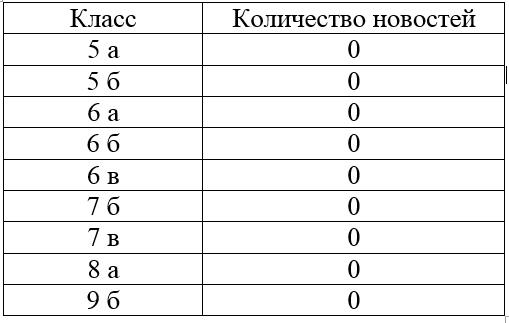 Класс Количество новостей
5 а 0
5 б 0
6 а 0
6 б 0
6 в 0
7 б 0
7 в 0
8 а 0
9 б 0